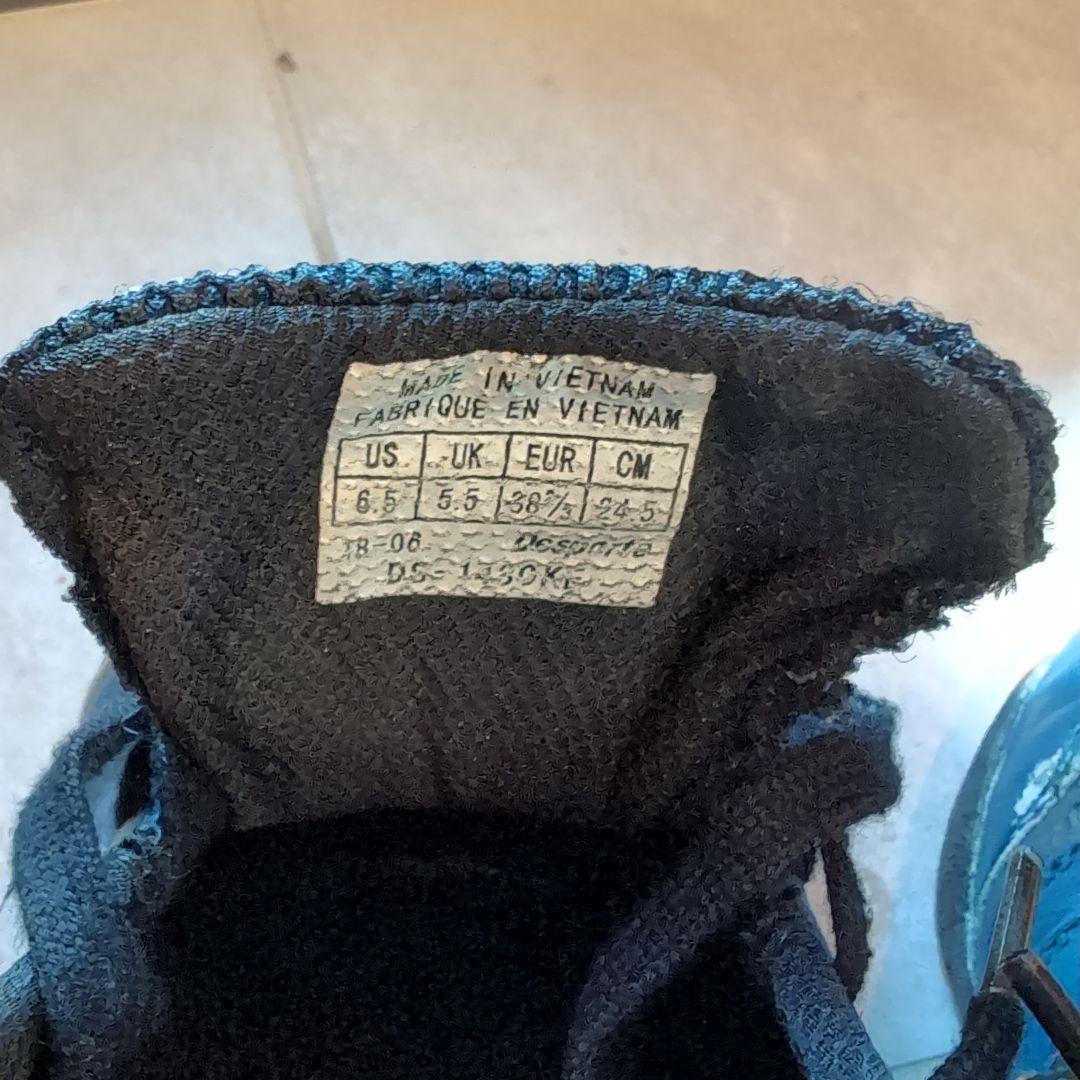 MADE IN VIETNAM
FABRIQUE EN VIETNAM
US UK EUR CM
6.5 5.5 38⅔ 24.5
18-06 Desporte